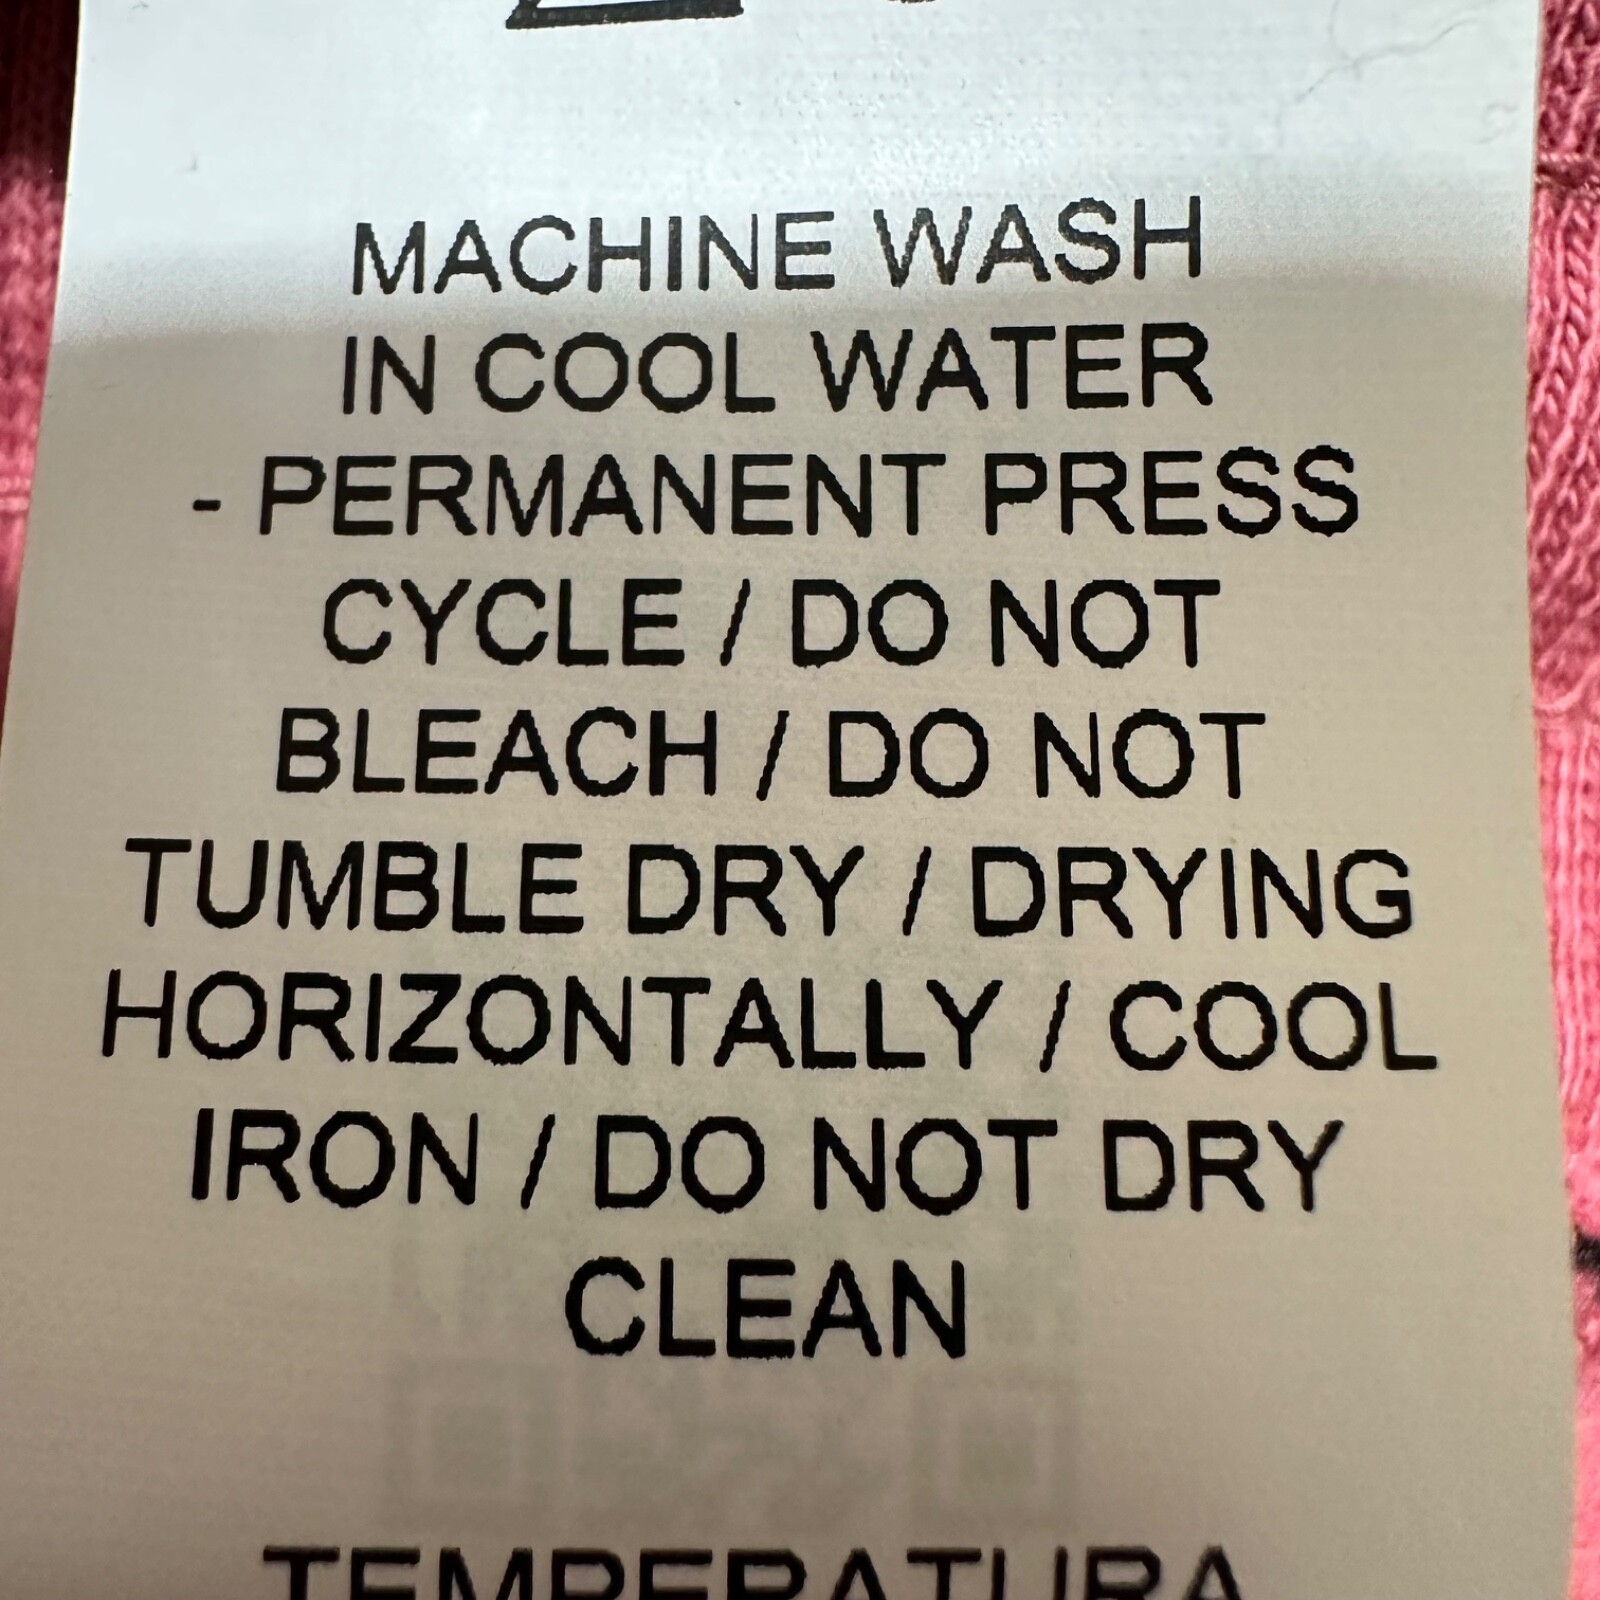 MACHINE WASH
IN COOL WATER
- PERMANENT PRESS
CYCLE / DO NOT
BLEACH / DO NOT
TUMBLE DRY / DRYING
HORIZONTALLY / COOL
IRON / DO NOT DRY
CLEAN
TEMPERATURA